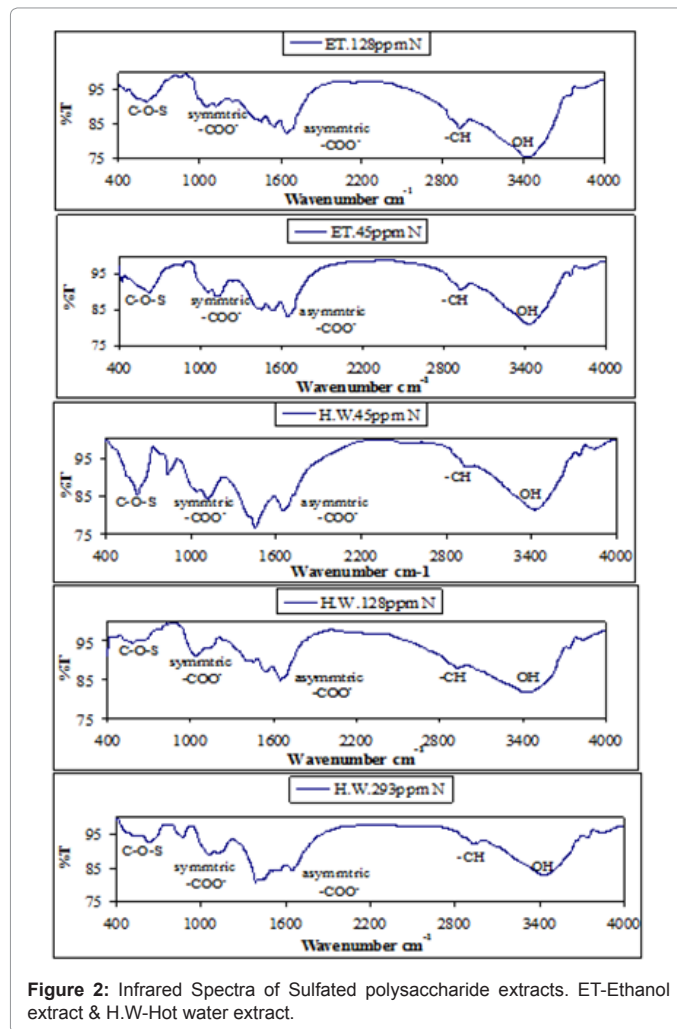 ET.128ppmN
95
85
75
%T
C-O-S
symmtric
-COO⁻
asymmtric
-COO⁻
-CH
OH
400 1000 1600 2200 2800 3400 4000
Wavenumber cm⁻¹
ET.45ppmN
95
85
75
%T
C-O-S
symmtric
-COO⁻
asymmtric
-COO⁻
-CH
OH
400 1000 1600 2200 2800 3400 4000
Wavenumber cm⁻¹
H.W.45ppmN
95
85
75
%T
C-O-S
symmtric
-COO⁻
asymmtric
-COO⁻
-CH
OH
400 1000 1600 2200 2800 3400 4000
Wavenumber cm-1
H.W.128ppmN
95
85
75
%T
C-O-S
symmtric
-COO⁻
asymmtric
-COO⁻
-CH
OH
400 1000 1600 2200 2800 3400 4000
Wavenumber cm⁻¹
H.W.293ppmN
95
85
75
%T
C-O-S
symmtric
-COO⁻
asymmtric
-COO⁻
-CH
OH
400 1000 1600 2200 2800 3400 4000
Wavenumber cm⁻¹
Figure 2: Infrared Spectra of Sulfated polysaccharide extracts. ET-Ethanol
extract & H.W-Hot water extract.